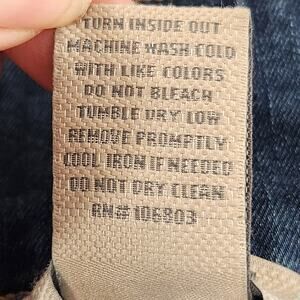 TURN INSIDE OUT
MACHINE WASH COLD
WITH LIKE COLORS
DO NOT BLEACH
TUMBLE DRY LOW
REMOVE PROMPTLY
COOL IRON IF NEEDED
DO NOT DRY CLEAN
RN# 106803